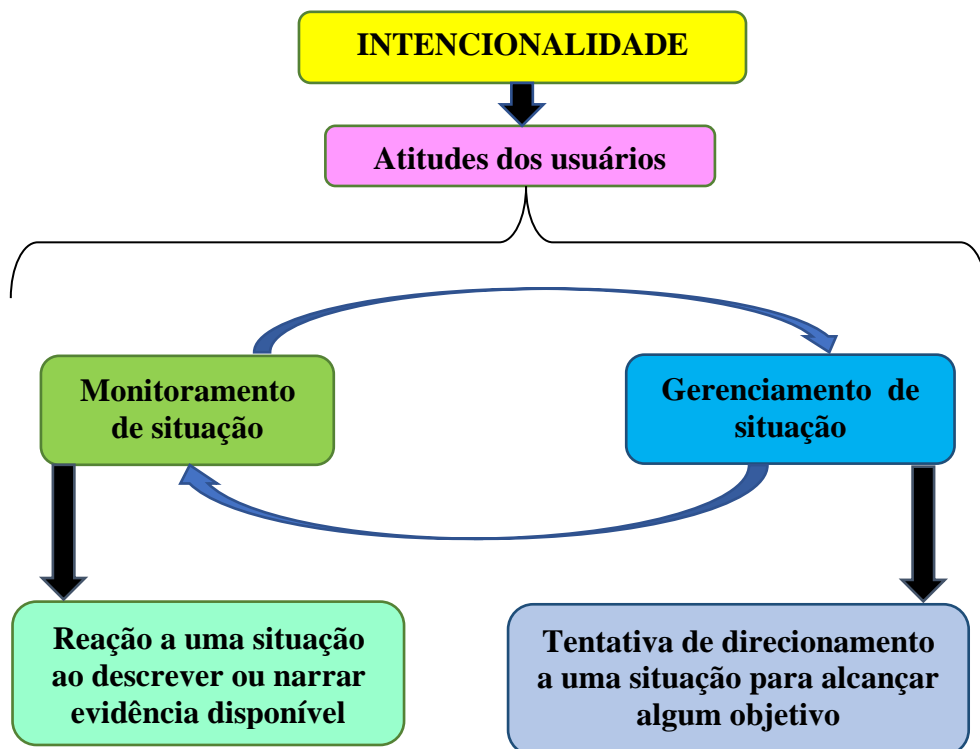 INTENCIONALIDADE
Atitudes dos usuários
Monitoramento
de situação
Gerenciamento de
situação
Reação a uma situação
ao descrever ou narrar
evidência disponível
Tentativa de direcionamento
a uma situação para alcançar
algum objetivo